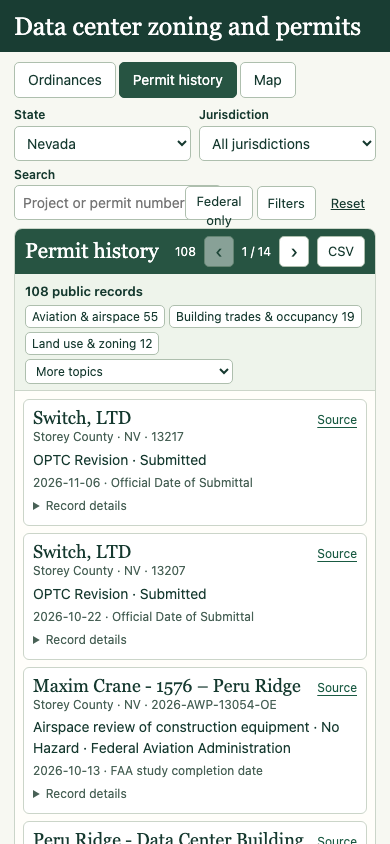 Data center zoning and permits
Ordinances Permit history Map
State Jurisdiction
Nevada All jurisdictions
Search
Project or permit number Federal only Filters Reset
Permit history 108 ‹ 1 / 14 › CSV
108 public records
Aviation & airspace 55 Building trades & occupancy 19
Land use & zoning 12
More topics
Switch, LTD Source
Storey County · NV · 13217
OPTC Revision · Submitted
2026-11-06 · Official Date of Submittal
Record details
Switch, LTD Source
Storey County · NV · 13207
OPTC Revision · Submitted
2026-10-22 · Official Date of Submittal
Record details
Maxim Crane - 1576 – Peru Ridge Source
Storey County · NV · 2026-AWP-13054-OE
Airspace review of construction equipment · No
Hazard · Federal Aviation Administration
2026-10-13 · FAA study completion date
Record details
Peru Ridge - Data Center Building Source